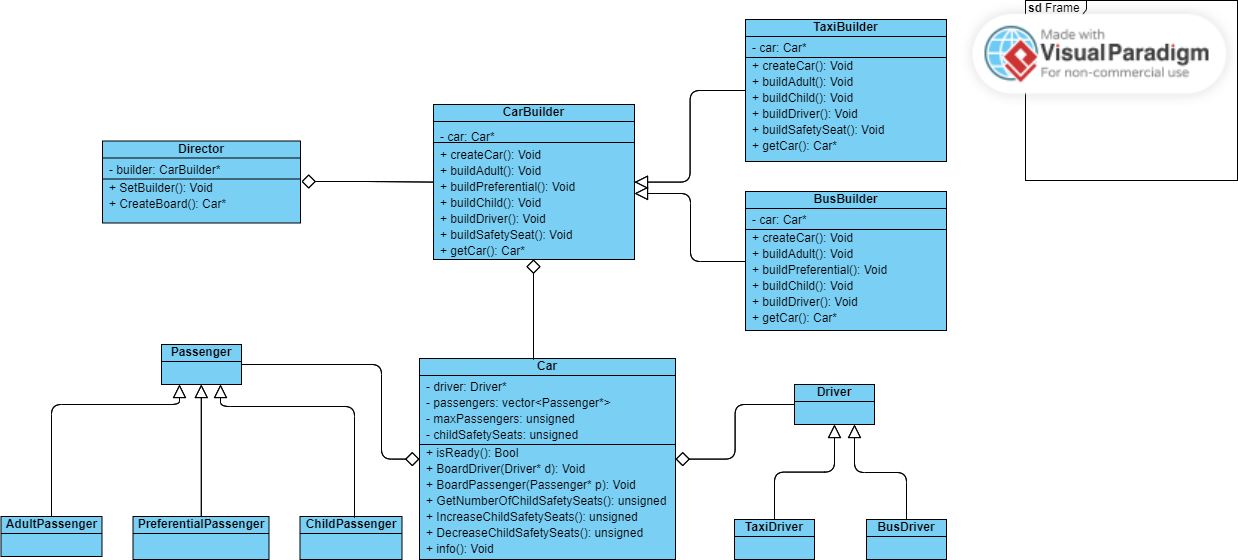 sd Frame
Made with
VisualParadigm
For non-commercial use
TaxiBuilder
- car: Car*
+ createCar(): Void
+ buildAdult(): Void
+ buildChild(): Void
+ buildDriver(): Void
+ buildSafetySeat(): Void
+ getCar(): Car*
CarBuilder
- car: Car*
+ createCar(): Void
+ buildAdult(): Void
+ buildPreferential(): Void
+ buildChild(): Void
+ buildDriver(): Void
+ buildSafetySeat(): Void
+ getCar(): Car*
Director
- builder: CarBuilder*
+ SetBuilder(): Void
+ CreateBoard(): Car*
BusBuilder
- car: Car*
+ createCar(): Void
+ buildAdult(): Void
+ buildPreferential(): Void
+ buildChild(): Void
+ buildDriver(): Void
+ getCar(): Car*
Passenger
Car
- driver: Driver*
- passengers: vector<Passenger*>
- maxPassengers: unsigned
- childSafetySeats: unsigned
+ isReady(): Bool
+ BoardDriver(Driver* d): Void
+ BoardPassenger(Passenger* p): Void
+ GetNumberOfChildSafetySeats(): unsigned
+ IncreaseChildSafetySeats(): unsigned
+ DecreaseChildSafetySeats(): unsigned
+ info(): Void
Driver
AdultPassenger
PreferentialPassenger
ChildPassenger
TaxiDriver
BusDriver